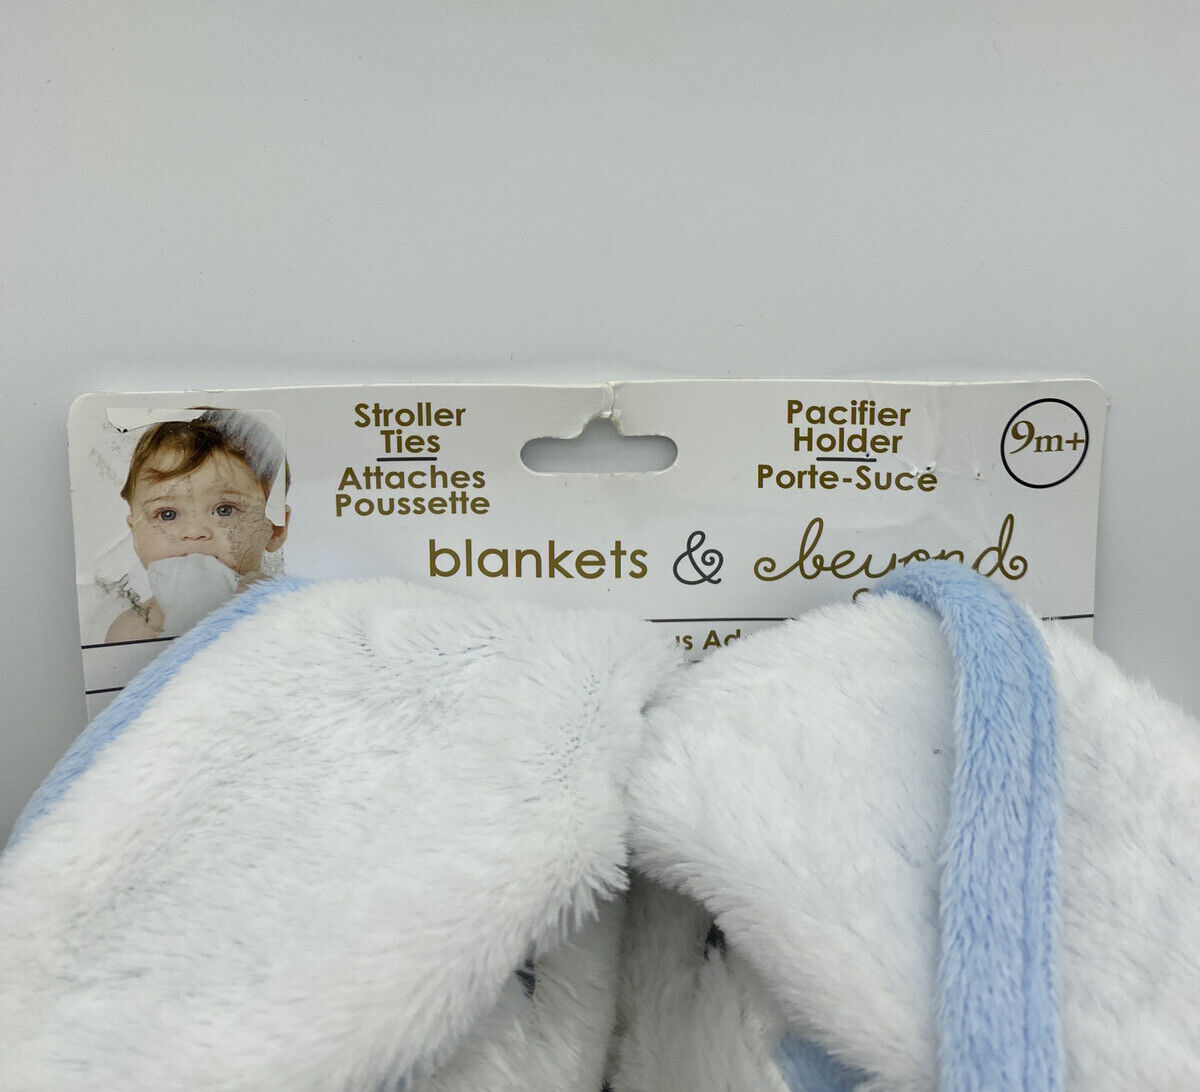 Stroller
Ties
Attaches
Poussette
Pacifier
Holder
Porte-Suce
9m+
blankets & beyond